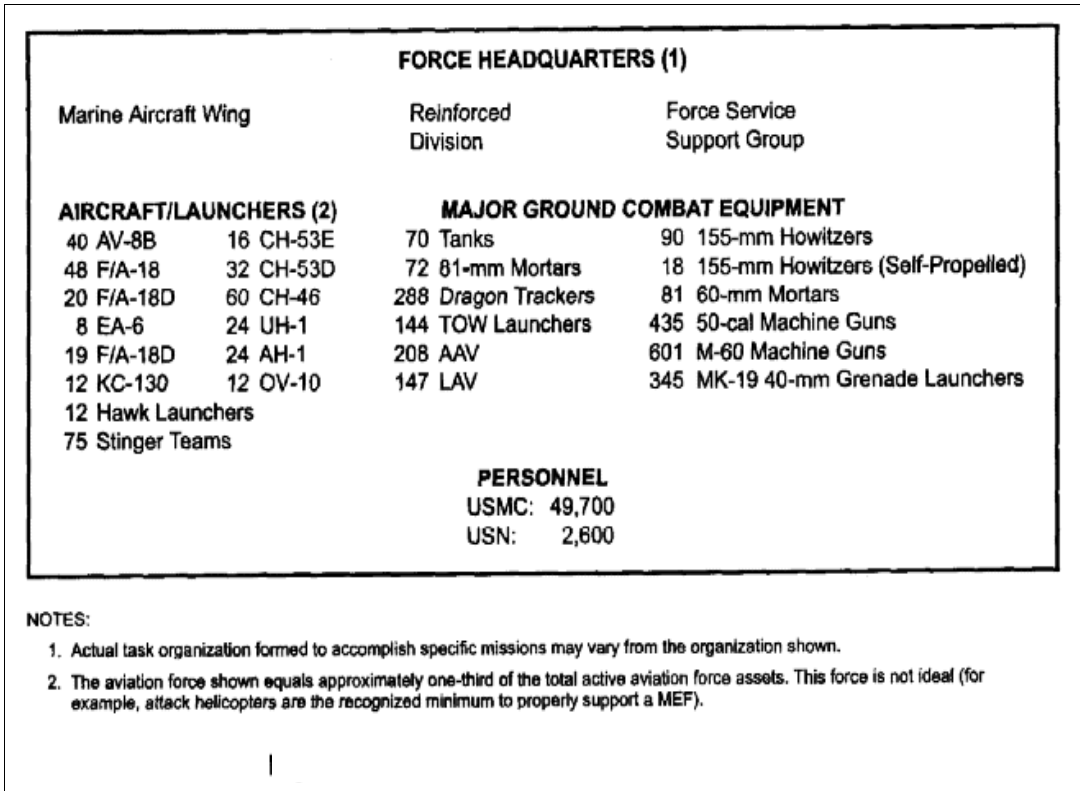 FORCE HEADQUARTERS (1)
Marine Aircraft Wing
Reinforced
Division
Force Service
Support Group
AIRCRAFT/LAUNCHERS (2)
40 AV-8B 16 CH-53E
48 F/A-18 32 CH-53D
20 F/A-18D 60 CH-46
8 EA-6 24 UH-1
19 F/A-18D 24 AH-1
12 KC-130 12 OV-10
12 Hawk Launchers
75 Stinger Teams
MAJOR GROUND COMBAT EQUIPMENT
70 Tanks 90 155-mm Howitzers
72 81-mm Mortars 18 155-mm Howitzers (Self-Propelled)
288 Dragon Trackers 81 60-mm Mortars
144 TOW Launchers 435 50-cal Machine Guns
208 AAV 601 M-60 Machine Guns
147 LAV 345 MK-19 40-mm Grenade Launchers
PERSONNEL
USMC: 49,700
USN: 2,600
NOTES:
1. Actual task organization formed to accomplish specific missions may vary from the organization shown.
2. The aviation force shown equals approximately one-third of the total active aviation force assets. This force is not ideal (for
example, attack helicopters are the recognized minimum to properly support a MEF).